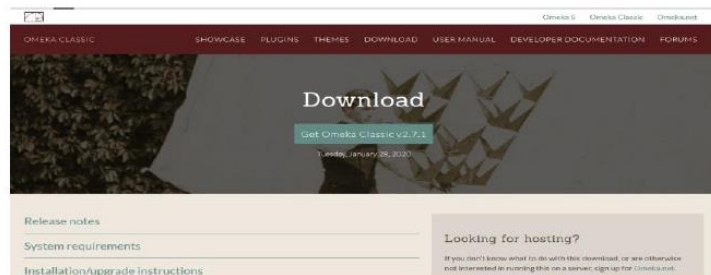 Omeka S Omeka Classic Omeka.net
OMEKA CLASSIC SHOWCASE PLUGINS THEMES DOWNLOAD USER MANUAL DEVELOPER DOCUMENTATION FORUMS
Download
Get Omeka Classic v2.7.1
Tuesday, January 28, 2020
Release notes
System requirements
Installation/upgrade instructions
Looking for hosting?
If you don't know what to do with this download, or are otherwise
not interested in running this on a server, sign up for Omeka.net.